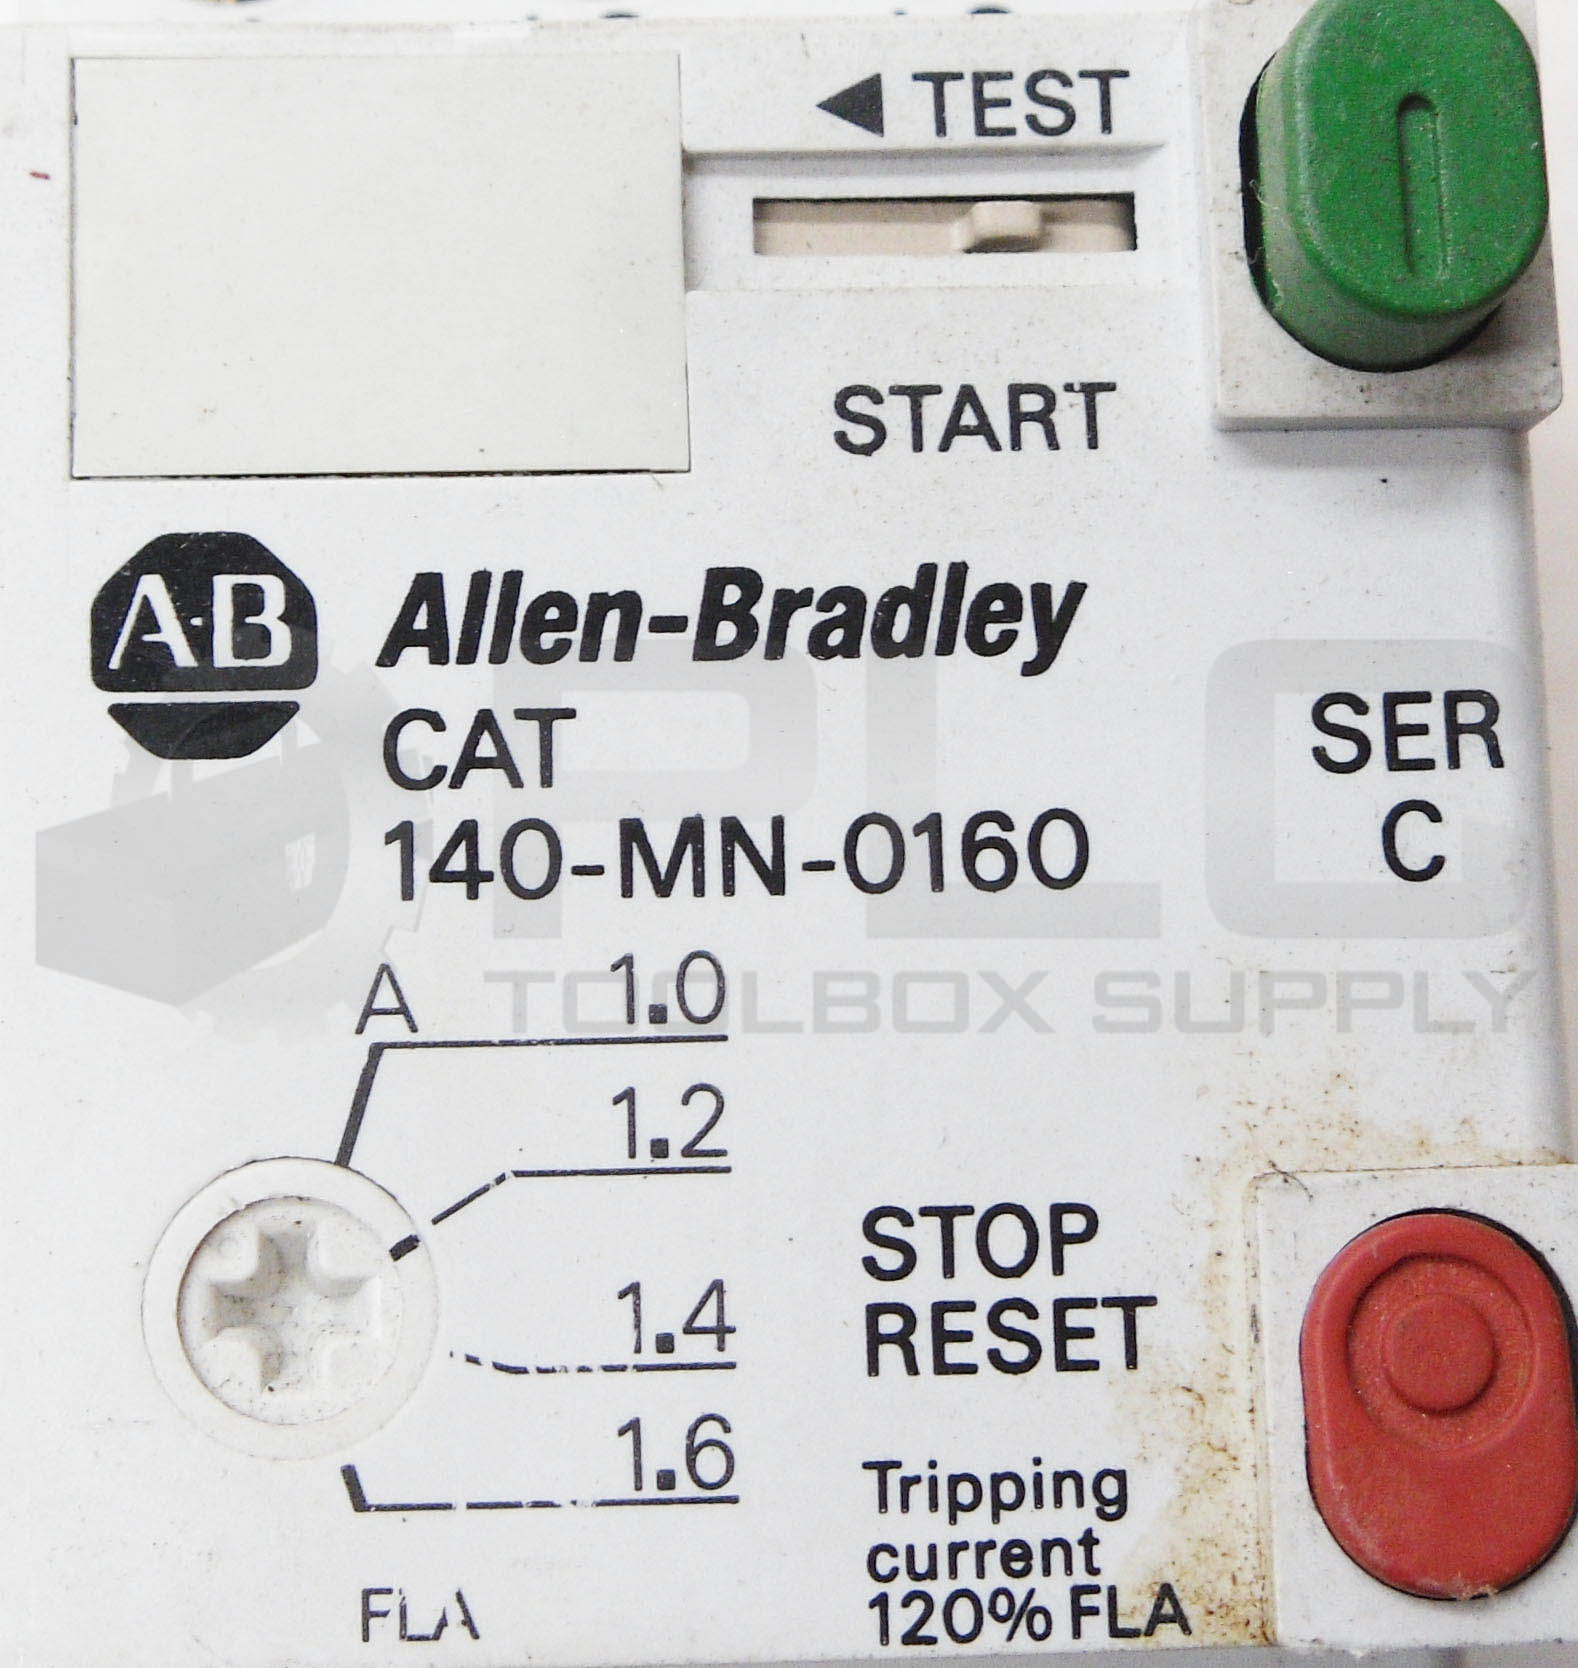 ◀ TEST
START
AB Allen-Bradley
CAT
140-MN-0160
SER
C
PLC
TOOLBOX SUPPLY
A 1.0
1.2
1.4
1.6
FLA
STOP
RESET
Tripping
current
120% FLA